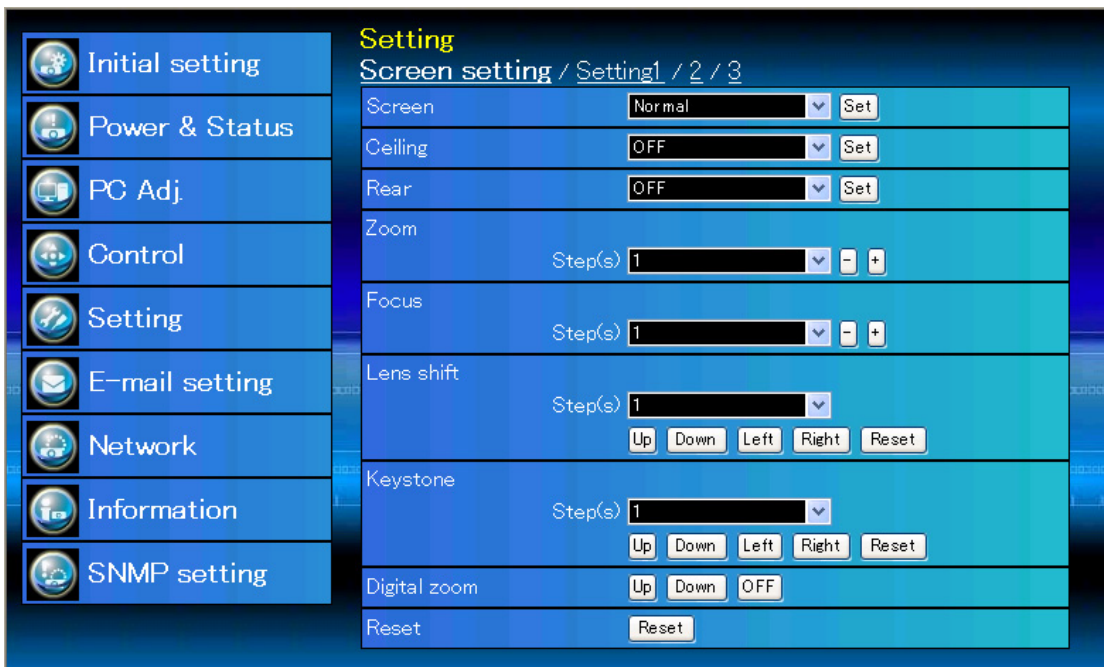 Initial setting
Power & Status
PC Adj.
Control
Setting
E-mail setting
Network
Information
SNMP setting
Setting
Screen setting / Setting1 / 2 / 3
Screen Normal Set
Ceiling OFF Set
Rear OFF Set
Zoom
Step(s) 1 - +
Focus
Step(s) 1 - +
Lens shift
Step(s) 1
Up Down Left Right Reset
Keystone
Step(s) 1
Up Down Left Right Reset
Digital zoom Up Down OFF
Reset Reset